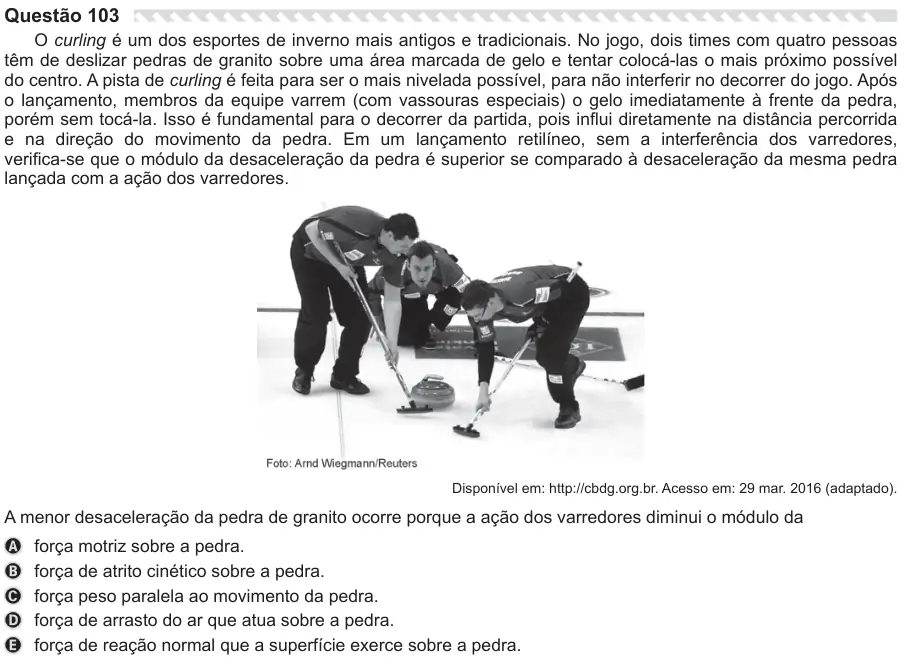 Questão 103
O curling é um dos esportes de inverno mais antigos e tradicionais. No jogo, dois times com quatro pessoas
têm de deslizar pedras de granito sobre uma área marcada de gelo e tentar colocá-las o mais próximo possível
do centro. A pista de curling é feita para ser o mais nivelada possível, para não interferir no decorrer do jogo. Após
o lançamento, membros da equipe varrem (com vassouras especiais) o gelo imediatamente à frente da pedra,
porém sem tocá-la. Isso é fundamental para o decorrer da partida, pois influi diretamente na distância percorrida
e na direção do movimento da pedra. Em um lançamento retilíneo, sem a interferência dos varredores,
verifica-se que o módulo da desaceleração da pedra é superior se comparado à desaceleração da mesma pedra
lançada com a ação dos varredores.
Foto: Arnd Wiegmann/Reuters
Disponível em: http://cbdg.org.br. Acesso em: 29 mar. 2016 (adaptado).
A menor desaceleração da pedra de granito ocorre porque a ação dos varredores diminui o módulo da
A força motriz sobre a pedra.
B força de atrito cinético sobre a pedra.
C força peso paralela ao movimento da pedra.
D força de arrasto do ar que atua sobre a pedra.
E força de reação normal que a superfície exerce sobre a pedra.